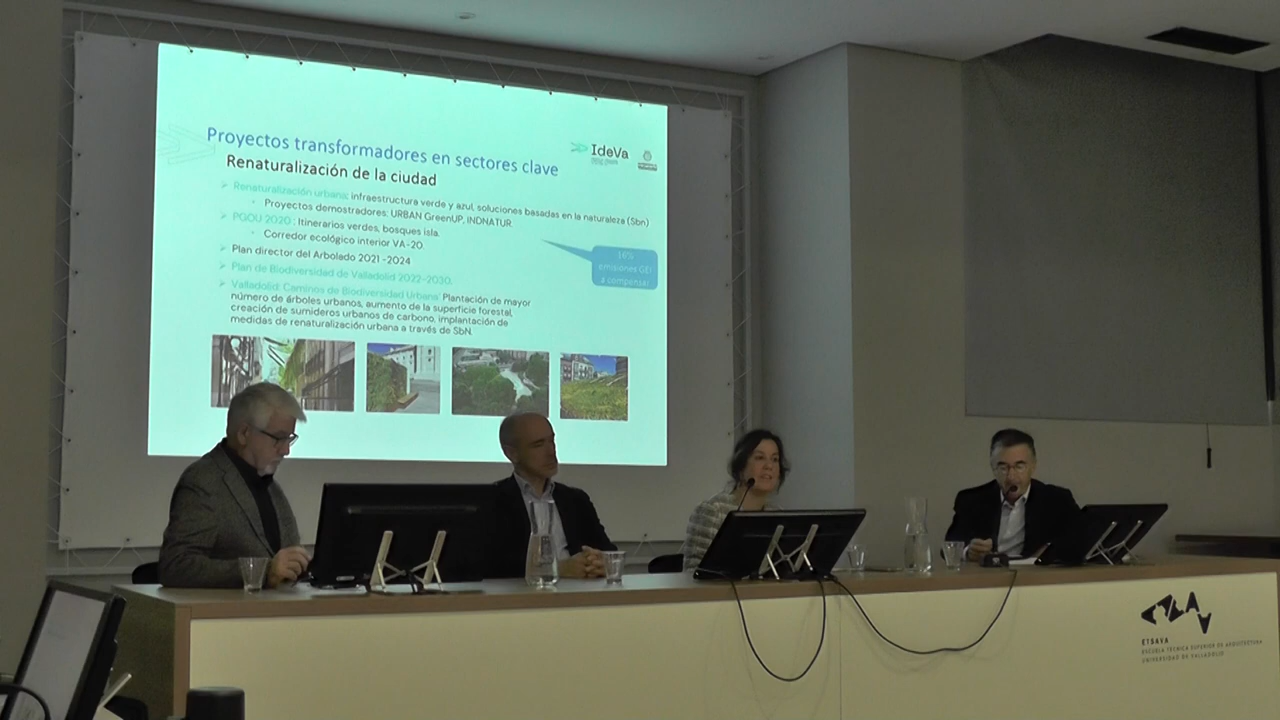 Proyectos transformadores en sectores clave
IdeVa
Renaturalización de la ciudad
➢ Renaturalización urbana: infraestructura verde y azul, soluciones basadas en la naturaleza (Sbn)
• Proyectos demostradores: URBAN GreenUP, INDNATUR.
➢ PGOU 2020 : Itinerarios verdes, bosques isla.
• Corredor ecológico interior VA-20.
➢ Plan director del Arbolado 2021 -2024
➢ Plan de Biodiversidad de Valladolid 2022-2030.
➢ Valladolid: Caminos de Biodiversidad Urbana: Plantación de mayor
número de árboles urbanos, aumento de la superficie forestal,
creación de sumideros urbanos de carbono, implantación de
medidas de renaturalización urbana a través de SbN.
16%
emisiones GEI
a compensar
ETSAVA
ESCUELA TÉCNICA SUPERIOR DE ARQUITECTURA
UNIVERSIDAD DE VALLADOLID